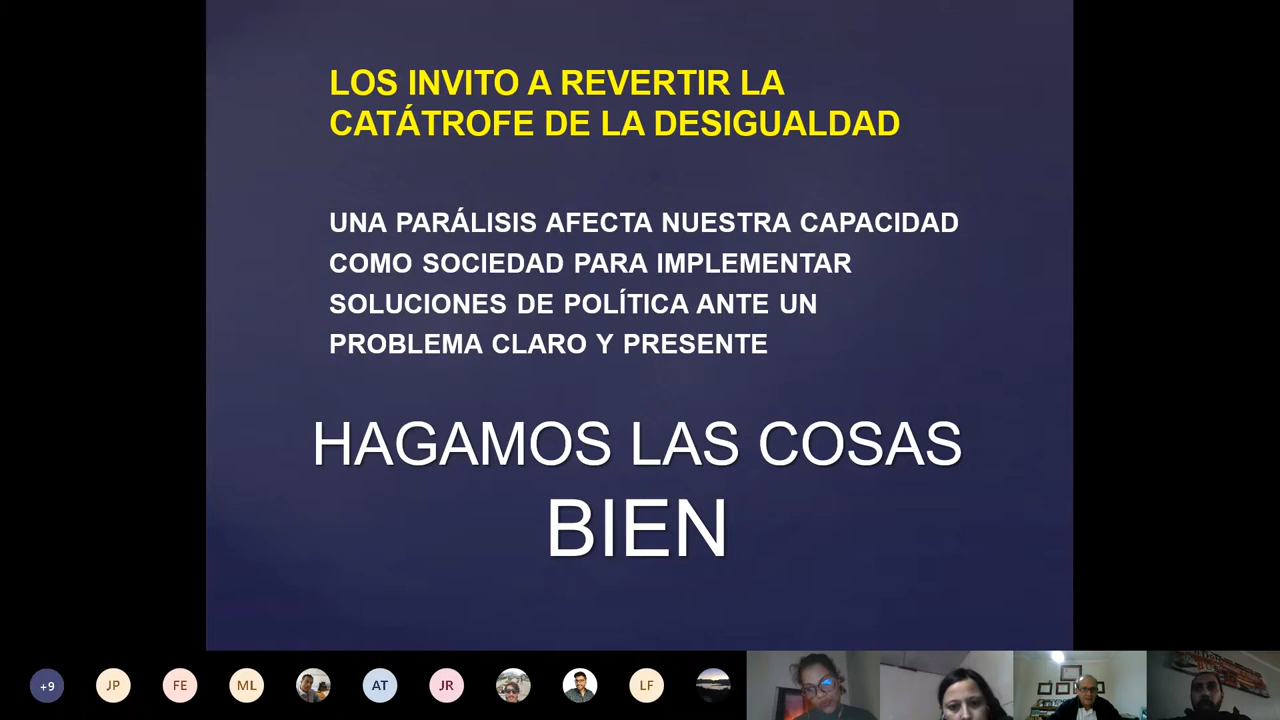 LOS INVITO A REVERTIR LA
CATÁTROFE DE LA DESIGUALDAD
UNA PARÁLISIS AFECTA NUESTRA CAPACIDAD
COMO SOCIEDAD PARA IMPLEMENTAR
SOLUCIONES DE POLÍTICA ANTE UN
PROBLEMA CLARO Y PRESENTE
HAGAMOS LAS COSAS
BIEN
+9 JP FE ML AT JR LF